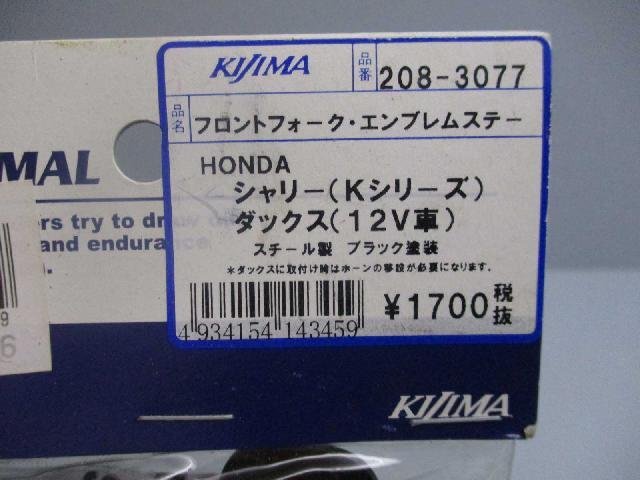 KIJIMA
品番 208-3077
品名 フロントフォーク・エンブレムステー
HONDA
シャリー(Kシリーズ)
ダックス(12V車)
スチール製 ブラック塗装
*ダックスに取付け時はホーンの移設が必要になります。
¥1700 税抜
4 934154 143459
MAL
ers try to dra
and endurance
KIJIMA
9
6